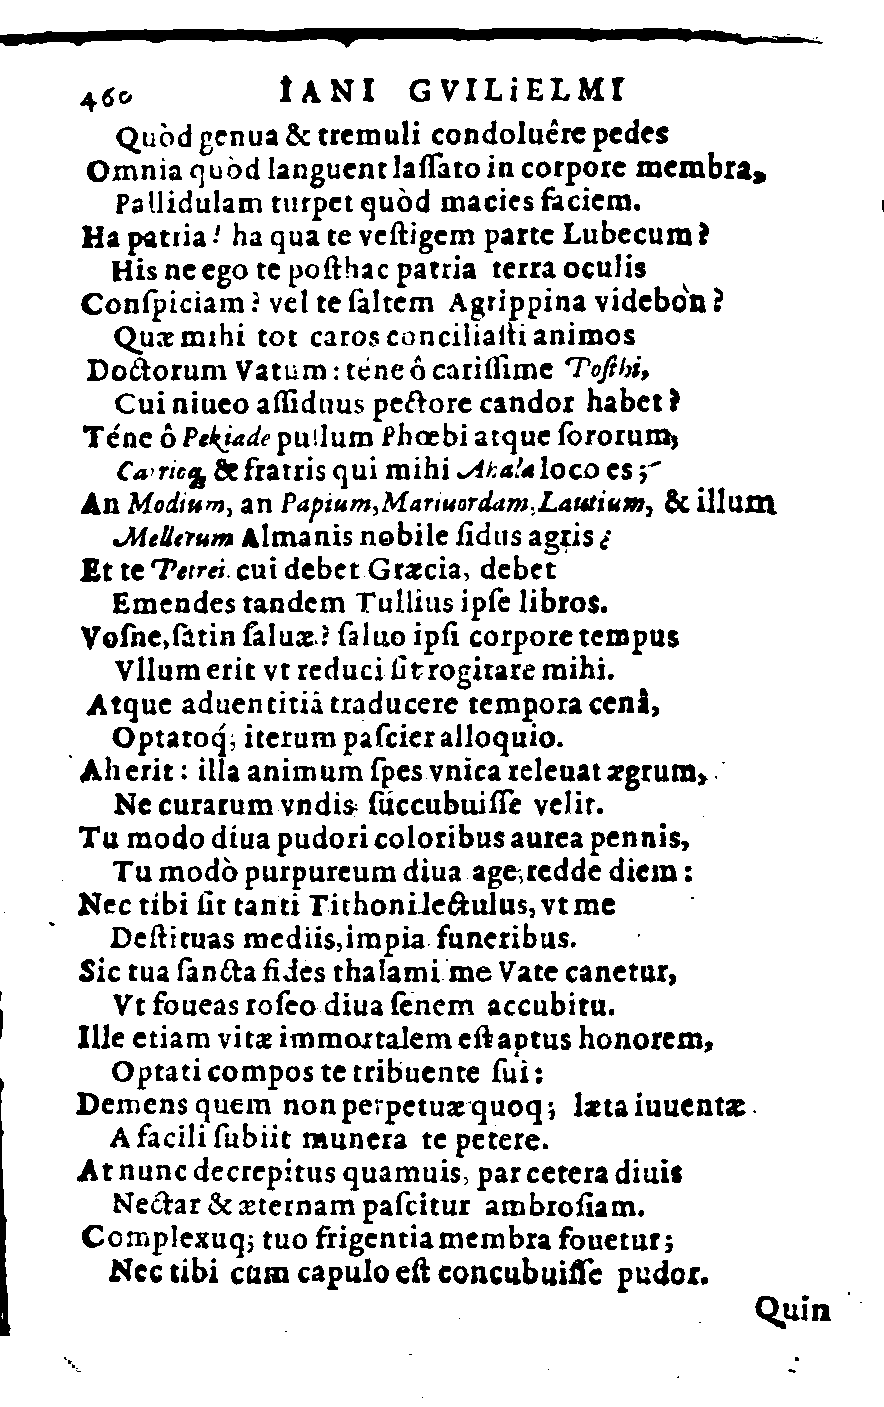 460 IANI GVILiELMI
Quòd genua & tremuli condoluêre pedes
Omnia quòd languent laſſato in corpore membra,
Pallidulam turpet quòd macies faciem.
Ha patria! ha qua te veſtigem parte Lubecum?
His ne ego te poſthac patria terra oculis
Conſpiciam? vel te ſaltem Agrippina videbòn?
Quæ mihi tot caros conciliaſti animos
Doctorum Vatum: téne ô cariſſime Poſthi,
Cui niueo aſſiduus pectore candor habet?
Téne ô Pekiade pullum Phœbi atque ſororum,
& fratris qui mihi loco es;
An Modium, an Papium, Mariuordam, Lautium, & illum
Mellerum Almanis nobile ſidus agris?
Et te Petrei. cui debet Græcia, debet
Emendes tandem Tullius ipſe libros.
Voſne, ſàtin ſaluæ? ſaluo ipſi corpore tempus
Vllum erit vt reduci ſit rogitare mihi.
Atque aduentitiâ traducere tempora cenâ,
Optatoq́; iterum paſcier alloquio.
Ah erit: illa animum ſpes vnica releuat ægrum,
Ne curarum vndis ſuccubuiſſe velit.
Tu modo diua pudori coloribus aurea pennis,
Tu modò purpureum diua age, redde diem:
Nec tibi ſit tanti Tithoni lectulus, vt me
Deſtituas mediis, impia funeribus.
Sic tua ſancta fides thalami me Vate canetur,
Vt foueas roſeo diua ſenem accubitu.
Ille etiam vitæ immortalem eſt aptus honorem,
Optati compos te tribuente ſui:
Demens quem non perpetuæ quoq; læta iuuentæ
A facili ſubiit munera te petere.
At nunc decrepitus quamuis, par cetera diuis
Nectar & æternam paſcitur ambroſiam.
Complexuq; tuo frigentia membra fouetur;
Nec tibi cum capulo eſt concubuiſſe pudor.
Quin